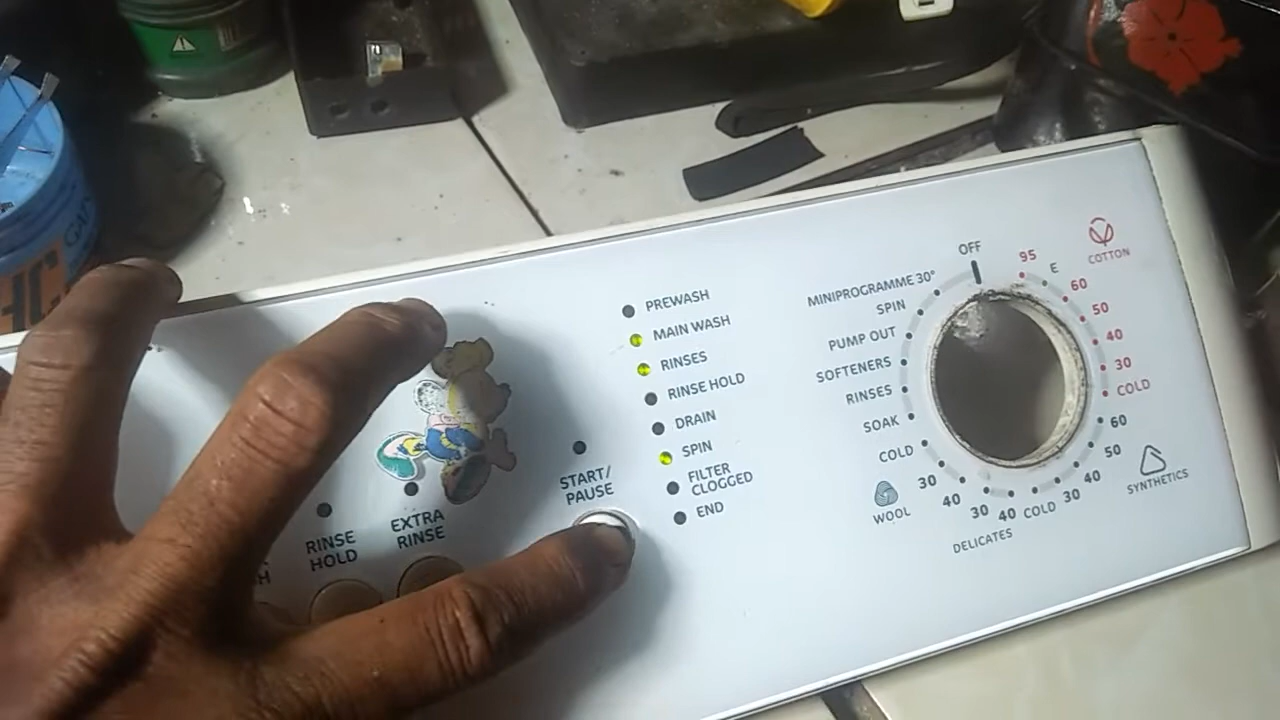 PREWASH
MAIN WASH
RINSES
RINSE HOLD
DRAIN
SPIN
FILTER
CLOGGED
END
START/
PAUSE
EXTRA
RINSE
RINSE
HOLD
H
OFF
MINIPROGRAMME 30°
SPIN
PUMP OUT
SOFTENERS
RINSES
SOAK
COLD
30
40
WOOL
30
40
COLD
DELICATES
30
40
50
60
SYNTHETICS
COLD
30
40
50
60
E
95
COTTON